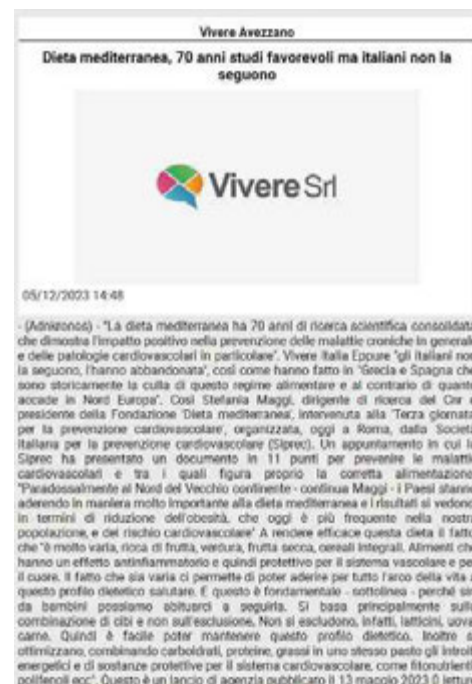 Vivere Avezzano
Dieta mediterranea, 70 anni studi favorevoli ma italiani non la
seguono
Vivere Srl
05/12/2023 14:48
- (Adnkronos) - "La dieta mediterranea ha 70 anni di ricerca scientifica consolidata
che dimostra l'impatto positivo nella prevenzione delle malattie croniche in generale
e delle patologie cardiovascolari in particolare". Vivere Italia Eppure "gli italiani non
la seguono, l'hanno abbandonata", così come hanno fatto in "Grecia e Spagna che
sono storicamente la culla di questo regime alimentare e al contrario di quanto
accade in Nord Europa". Così Stefania Maggi, dirigente di ricerca del Cnr e
presidente della Fondazione 'Dieta mediterranea', intervenuta alla 'Terza giornata
per la prevenzione cardiovascolare', organizzata, oggi a Roma, dalla Società
italiana per la prevenzione cardiovascolare (Siprec). Un appuntamento in cui la
Siprec ha presentato un documento in 11 punti per prevenire le malattie
cardiovascolari e tra i quali figura proprio la corretta alimentazione.
"Paradossalmente al Nord del Vecchio continente - continua Maggi - i Paesi stanno
aderendo in maniera molto importante alla dieta mediterranea e i risultati si vedono
in termini di riduzione dell'obesità, che oggi è più frequente nella nostra
popolazione, e del rischio cardiovascolare" A rendere efficace questa dieta il fatto
che "è molto varia, ricca di frutta, verdura, frutta secca, cereali integrali. Alimenti che
hanno un effetto antinfiammatorio e quindi protettivo per il sistema vascolare e per
il cuore. Il fatto che sia varia ci permette di poter aderire per tutto l'arco della vita a
questo profilo dietetico salutare. E questo è fondamentale - sottolinea - perché sin
da bambini possiamo abituarci a seguirla. Si basa principalmente sulla
combinazione di cibi e non sull'esclusione. Non si escludono, infatti, latticini, uova,
carne. Quindi è facile poter mantenere questo profilo dietetico. Inoltre si
ottimizzano, combinando carboidrati, proteine, grassi in uno stesso pasto gli introiti
energetici e di sostanze protettive per il sistema cardiovascolare, come fitonutrienti
polifenoli ecc". Questo è un lancio di agenzia pubblicato il 13 maggio 2023 0 letture